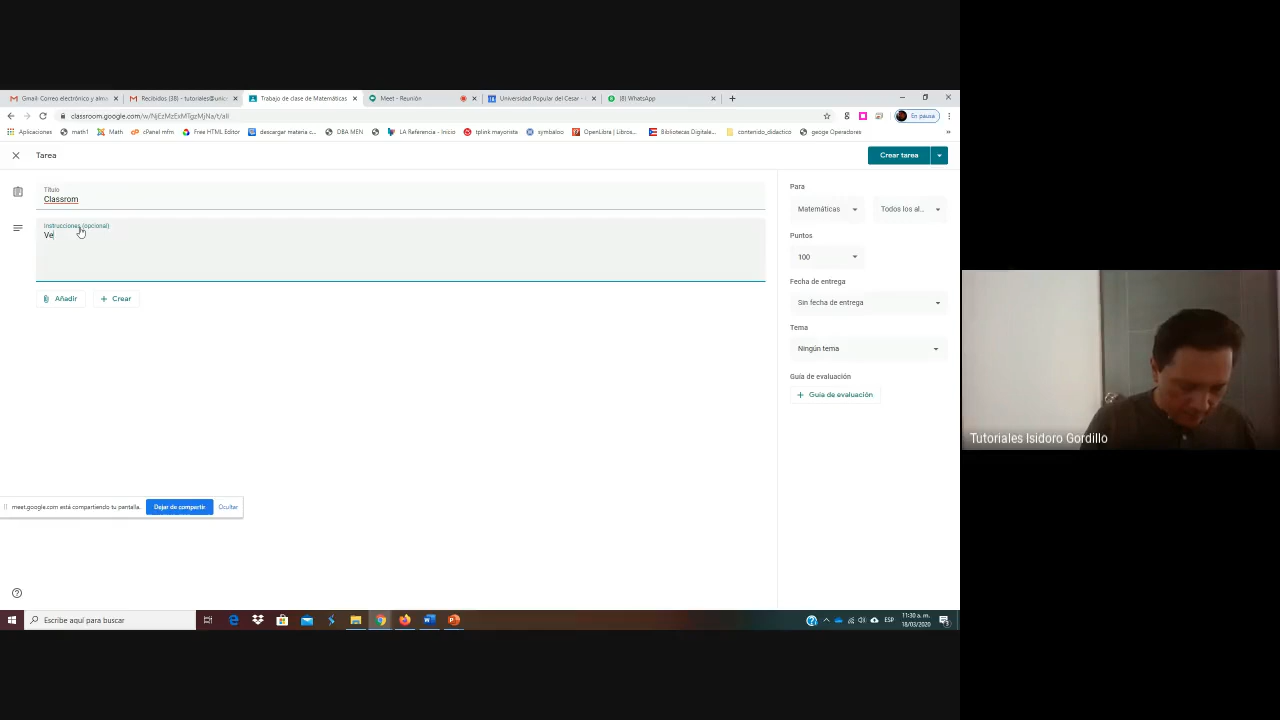 Gmail: Correo electrónico y alma
Recibidos (38) - tutoriales@unic
Trabajo de clase de Matemáticas
Meet - Reunión
Universidad Popular del Cesar - 
(8) WhatsApp
classroom.google.com/w/NjEzMzExMTgzMjNa/t/all
En pausa
Aplicaciones
math1
Math
cPanel mfm
Free HTML Editor
descargar materia c...
DBA MEN
LA Referencia - Inicio
tplink mayorista
symbaloo
OpenLibra | Libros...
Bibliotecas Digitale...
contenido_didactico
geoge Operadores
Tarea
Crear tarea
Título
Classrom
Instrucciones (opcional)
Ve
Añadir
Crear
Para
Matemáticas
Todos los al...
Puntos
100
Fecha de entrega
Sin fecha de entrega
Tema
Ningún tema
Guía de evaluación
Guía de evaluación
Tutoriales Isidoro Gordillo
meet.google.com está compartiendo tu pantalla.
Dejar de compartir
Ocultar
Escribe aquí para buscar
ESP
11:30 a. m.
18/03/2020